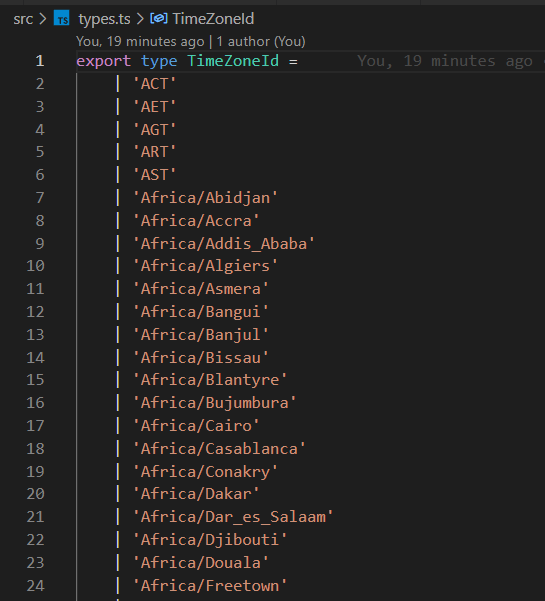 src > TS types.ts > TimeZoneId
You, 19 minutes ago | 1 author (You)
1 export type TimeZoneId = You, 19 minutes ago
2 | 'ACT'
3 | 'AET'
4 | 'AGT'
5 | 'ART'
6 | 'AST'
7 | 'Africa/Abidjan'
8 | 'Africa/Accra'
9 | 'Africa/Addis_Ababa'
10 | 'Africa/Algiers'
11 | 'Africa/Asmera'
12 | 'Africa/Bangui'
13 | 'Africa/Banjul'
14 | 'Africa/Bissau'
15 | 'Africa/Blantyre'
16 | 'Africa/Bujumbura'
17 | 'Africa/Cairo'
18 | 'Africa/Casablanca'
19 | 'Africa/Conakry'
20 | 'Africa/Dakar'
21 | 'Africa/Dar_es_Salaam'
22 | 'Africa/Djibouti'
23 | 'Africa/Douala'
24 | 'Africa/Freetown'